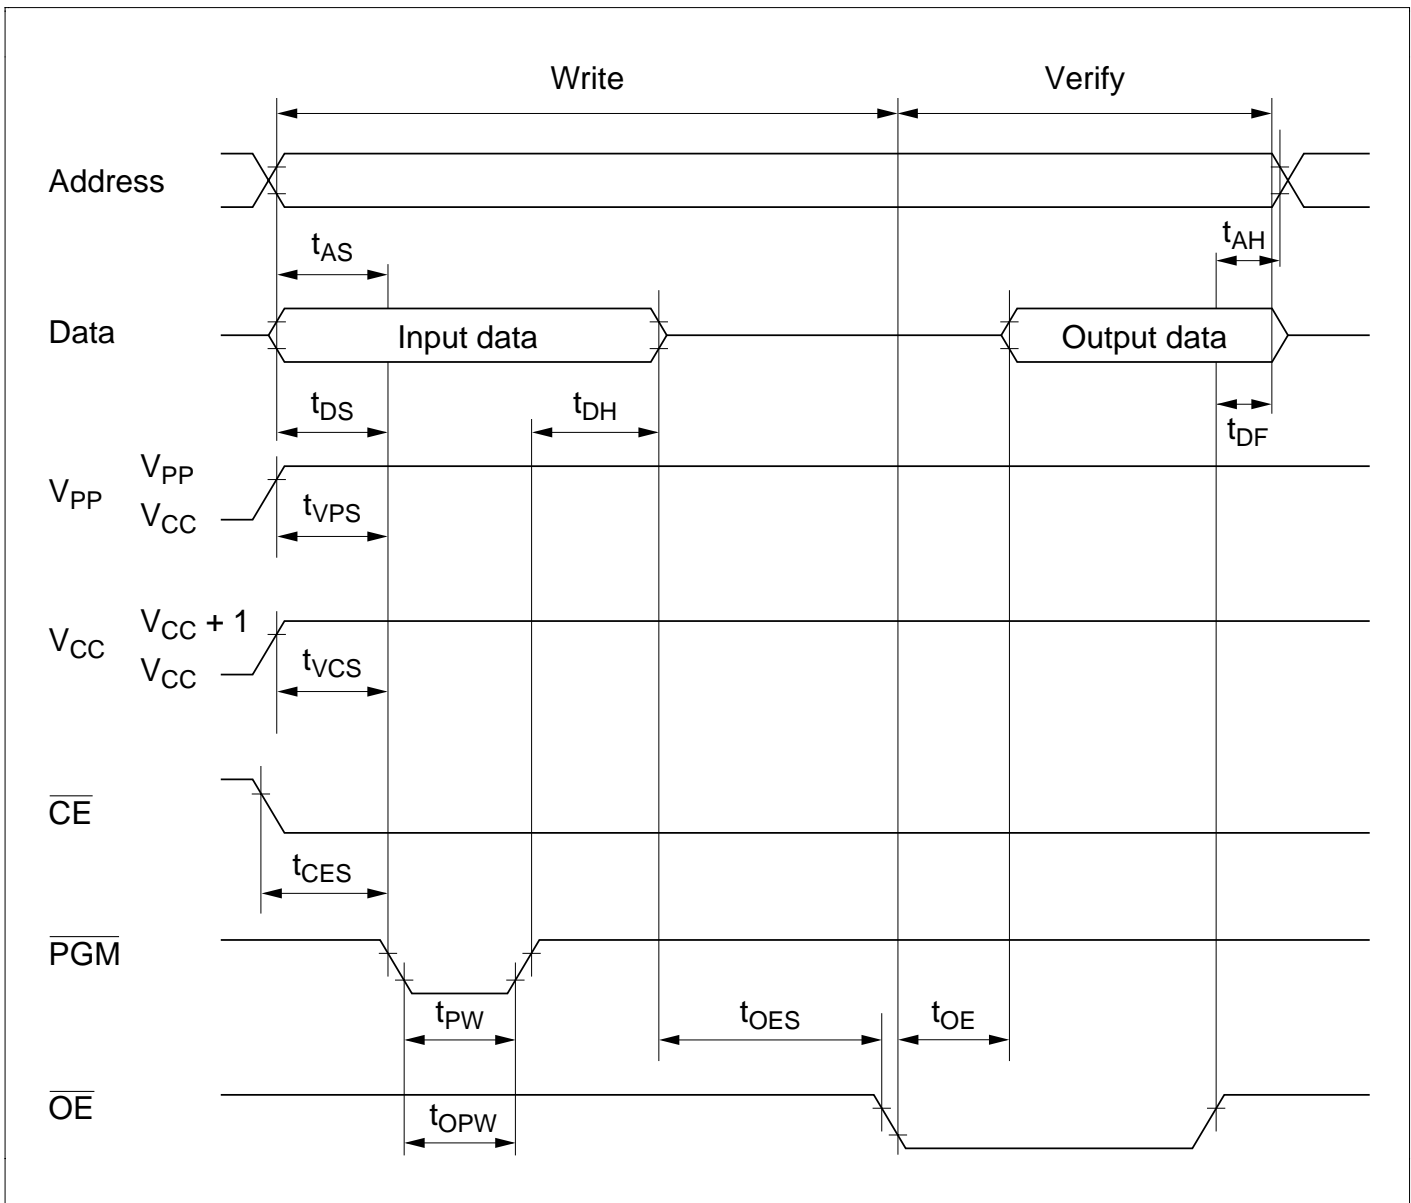 Write Verify
Address
tAS tAH
Data Input data Output data
tDS tDH tDF
VPP VPP
VCC
tVPS
VCC VCC + 1
VCC
tVCS
CE
tCES
PGM
tPW tOES tOE
OE
tOPW